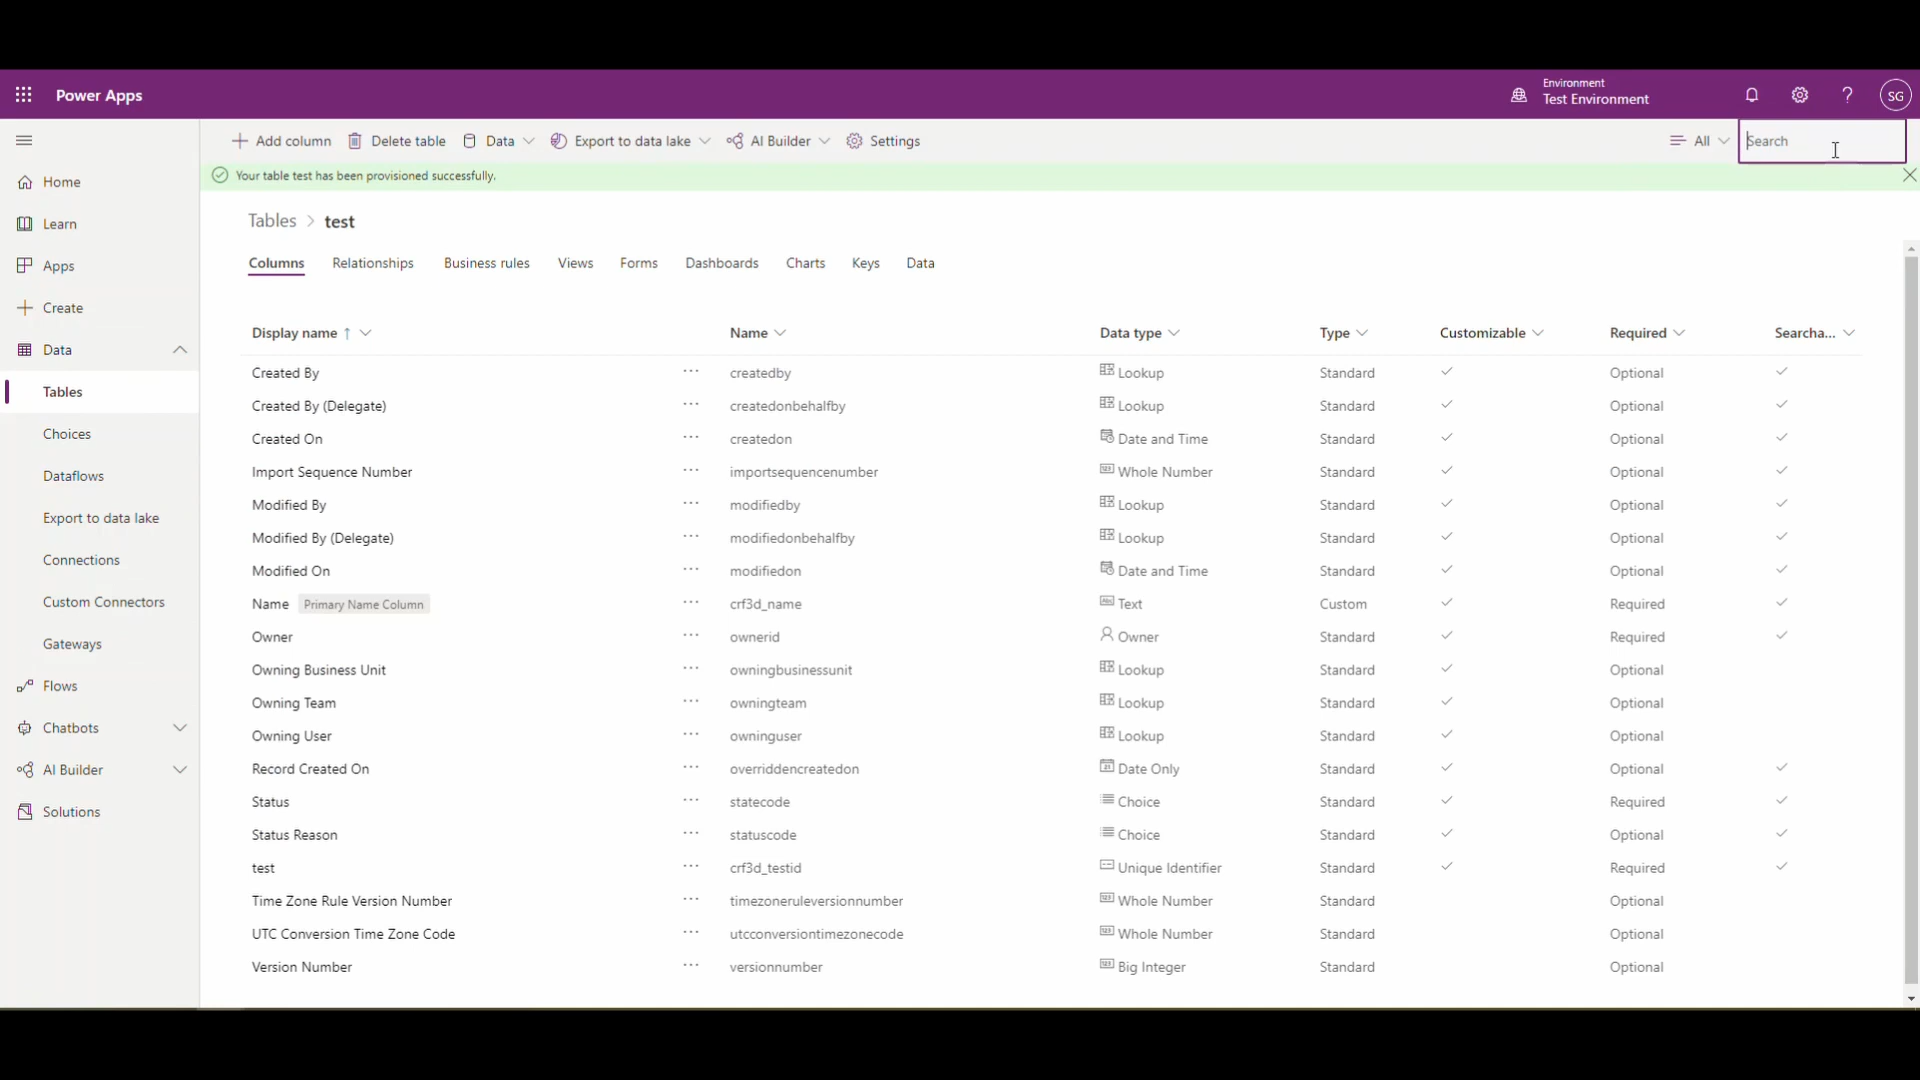 Power Apps
Environment
Test Environment
SG
Add column Delete table Data Export to data lake AI Builder Settings All Search
Your table test has been provisioned successfully.
Home
Learn
Apps
Create
Data
Tables
Choices
Dataflows
Export to data lake
Connections
Custom Connectors
Gateways
Flows
Chatbots
AI Builder
Solutions
Tables > test
Columns Relationships Business rules Views Forms Dashboards Charts Keys Data
Display name ↑ Name Data type Type Customizable Required Searcha...
Created By ... createdby Lookup Standard Optional
Created By (Delegate) ... createdonbehalfby Lookup Standard Optional
Created On ... createdon Date and Time Standard Optional
Import Sequence Number ... importsequencenumber Whole Number Standard Optional
Modified By ... modifiedby Lookup Standard Optional
Modified By (Delegate) ... modifiedonbehalfby Lookup Standard Optional
Modified On ... modifiedon Date and Time Standard Optional
Name Primary Name Column ... crf3d_name Text Custom Required
Owner ... ownerid Owner Standard Required
Owning Business Unit ... owningbusinessunit Lookup Standard Optional
Owning Team ... owningteam Lookup Standard Optional
Owning User ... owninguser Lookup Standard Optional
Record Created On ... overriddencreatedon Date Only Standard Optional
Status ... statecode Choice Standard Required
Status Reason ... statuscode Choice Standard Optional
test ... crf3d_testid Unique Identifier Standard Required
Time Zone Rule Version Number ... timezoneruleversionnumber Whole Number Standard Optional
UTC Conversion Time Zone Code ... utcconversiontimezonecode Whole Number Standard Optional
Version Number ... versionnumber Big Integer Standard Optional